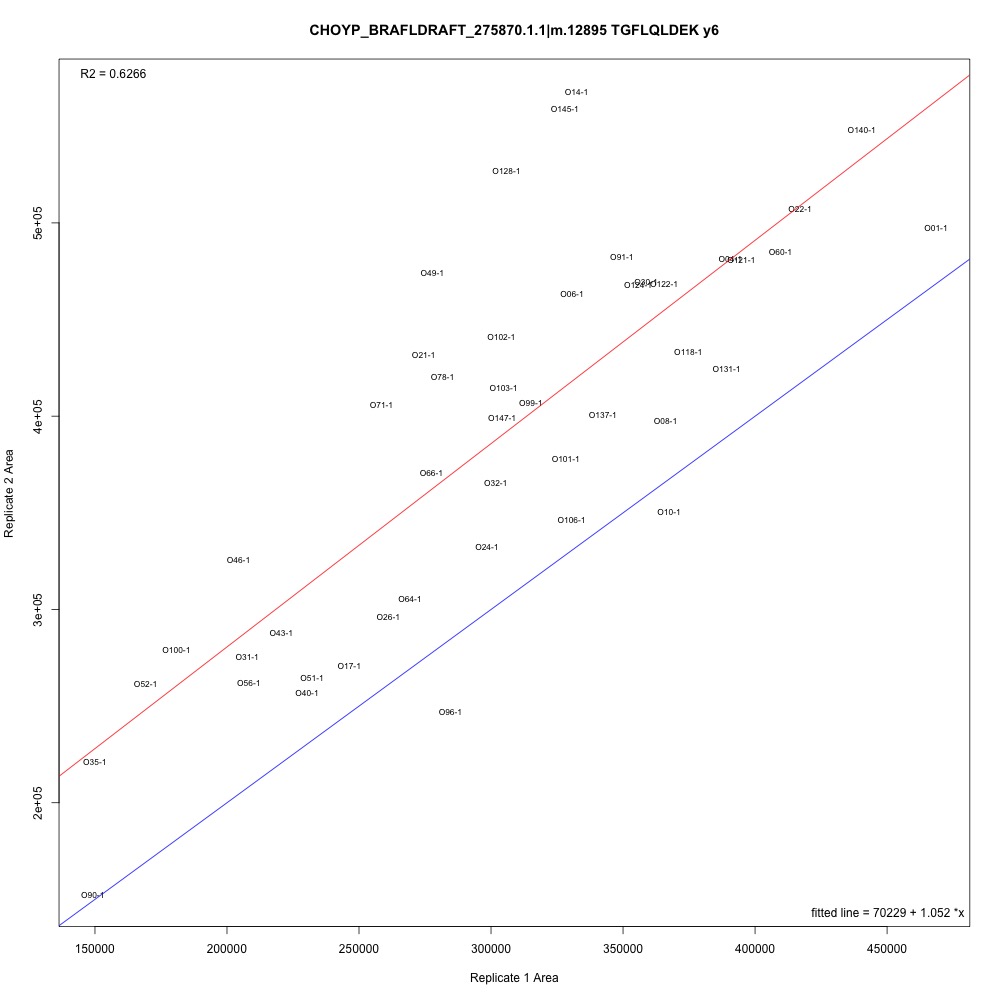 CHOYP_BRAFLDRAFT_275870.1.1|m.12895 TGFLQLDEK y6
R2 = 0.6266
O14-1
O145-1
O140-1
O128-1
O22-1
O01-1
O60-1
O91-1
O121-1
O49-1
O122-1
O06-1
O102-1
O118-1
O21-1
O131-1
O78-1
O103-1
O71-1
O99-1
O137-1
O147-1
O08-1
O101-1
O66-1
O32-1
O10-1
O106-1
O24-1
O46-1
O64-1
O26-1
O43-1
O100-1
O31-1
O17-1
O51-1
O52-1
O56-1
O40-1
O96-1
O35-1
O90-1
fitted line = 70229 + 1.052 *x
5e+05
4e+05
3e+05
2e+05
Replicate 2 Area
150000 200000 250000 300000 350000 400000 450000
Replicate 1 Area